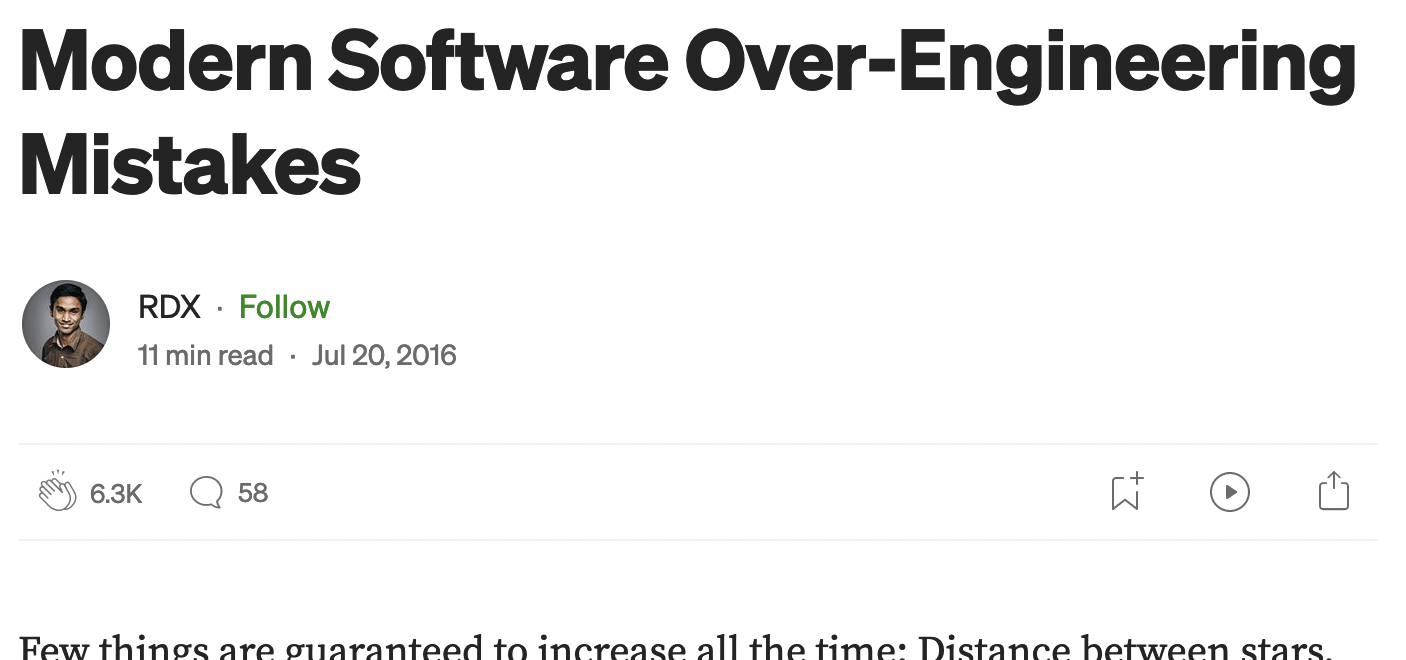 Modern Software Over-Engineering
Mistakes
RDX · Follow
11 min read · Jul 20, 2016
6.3K 58
Few things are guaranteed to increase all the time: Distance between stars,